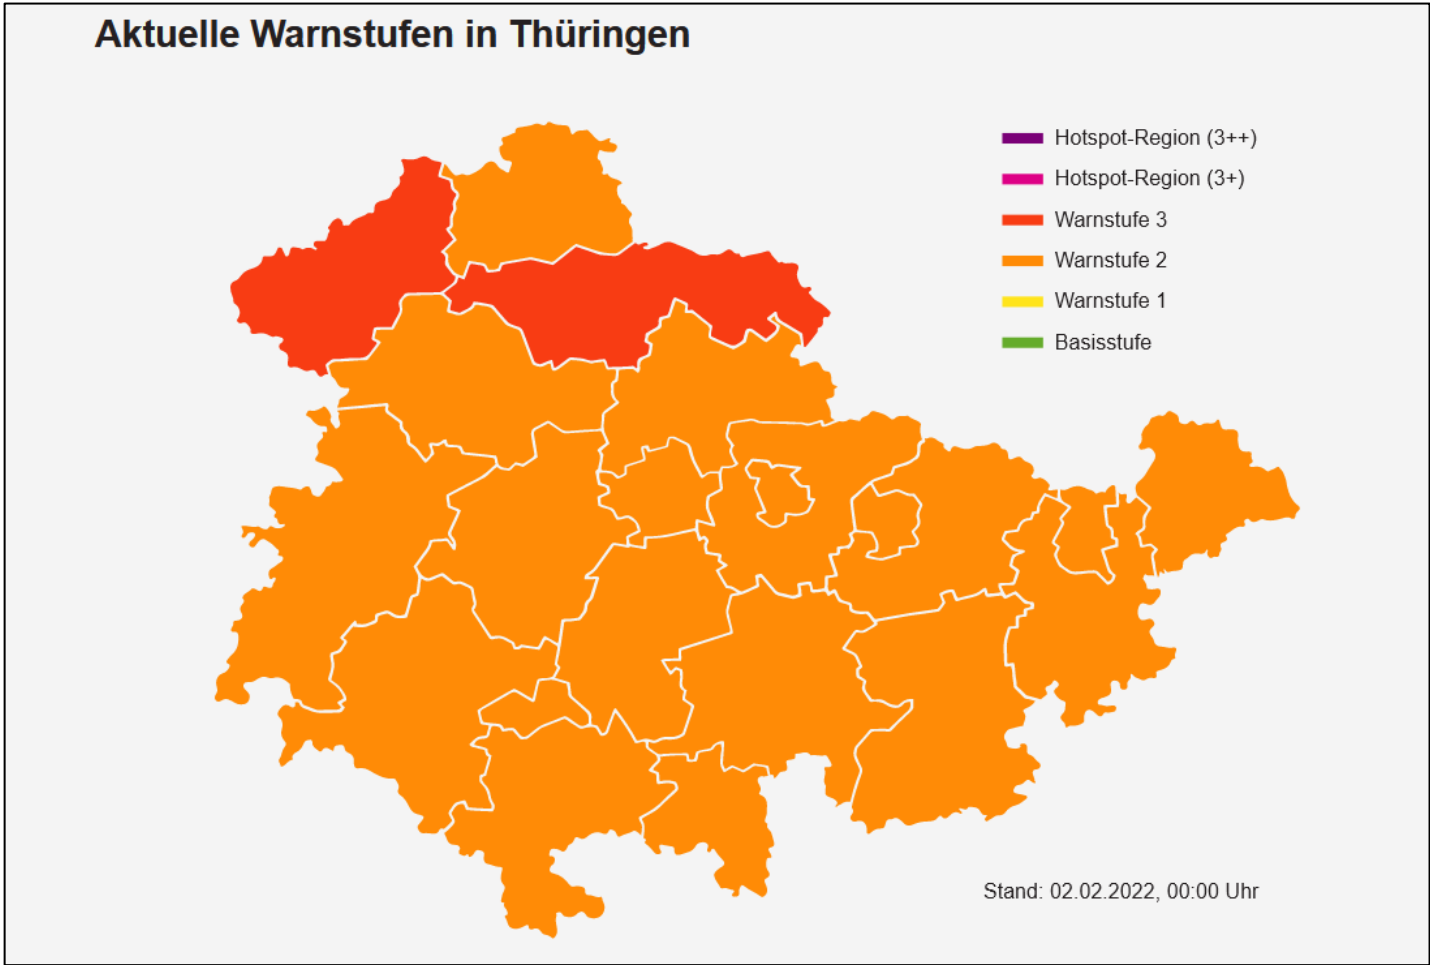 Aktuelle Warnstufen in Thüringen
Hotspot-Region (3++)
Hotspot-Region (3+)
Warnstufe 3
Warnstufe 2
Warnstufe 1
Basisstufe
Stand: 02.02.2022, 00:00 Uhr